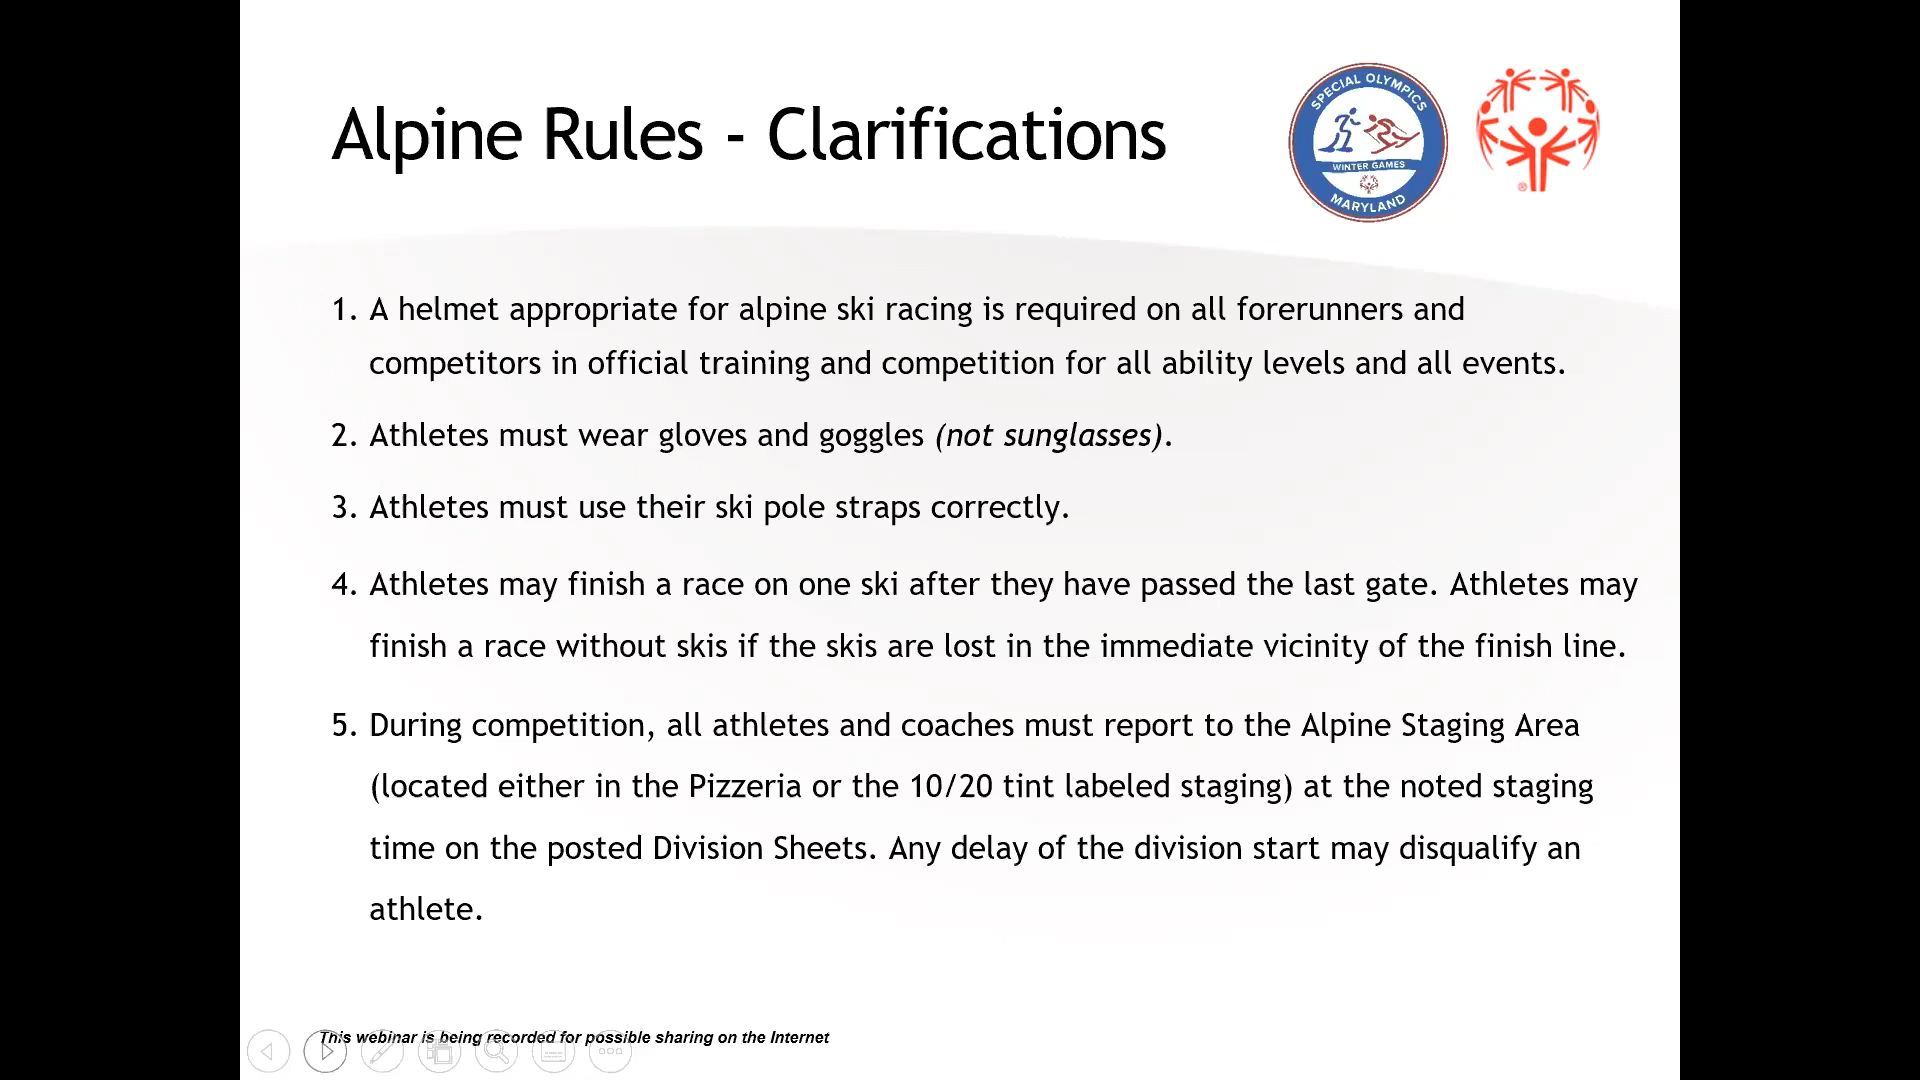 Alpine Rules - Clarifications
SPECIAL OLYMPICS
WINTER GAMES
MARYLAND
®
1. A helmet appropriate for alpine ski racing is required on all forerunners and
competitors in official training and competition for all ability levels and all events.
2. Athletes must wear gloves and goggles (not sunglasses).
3. Athletes must use their ski pole straps correctly.
4. Athletes may finish a race on one ski after they have passed the last gate. Athletes may
finish a race without skis if the skis are lost in the immediate vicinity of the finish line.
5. During competition, all athletes and coaches must report to the Alpine Staging Area
(located either in the Pizzeria or the 10/20 tint labeled staging) at the noted staging
time on the posted Division Sheets. Any delay of the division start may disqualify an
athlete.
This webinar is being recorded for possible sharing on the Internet